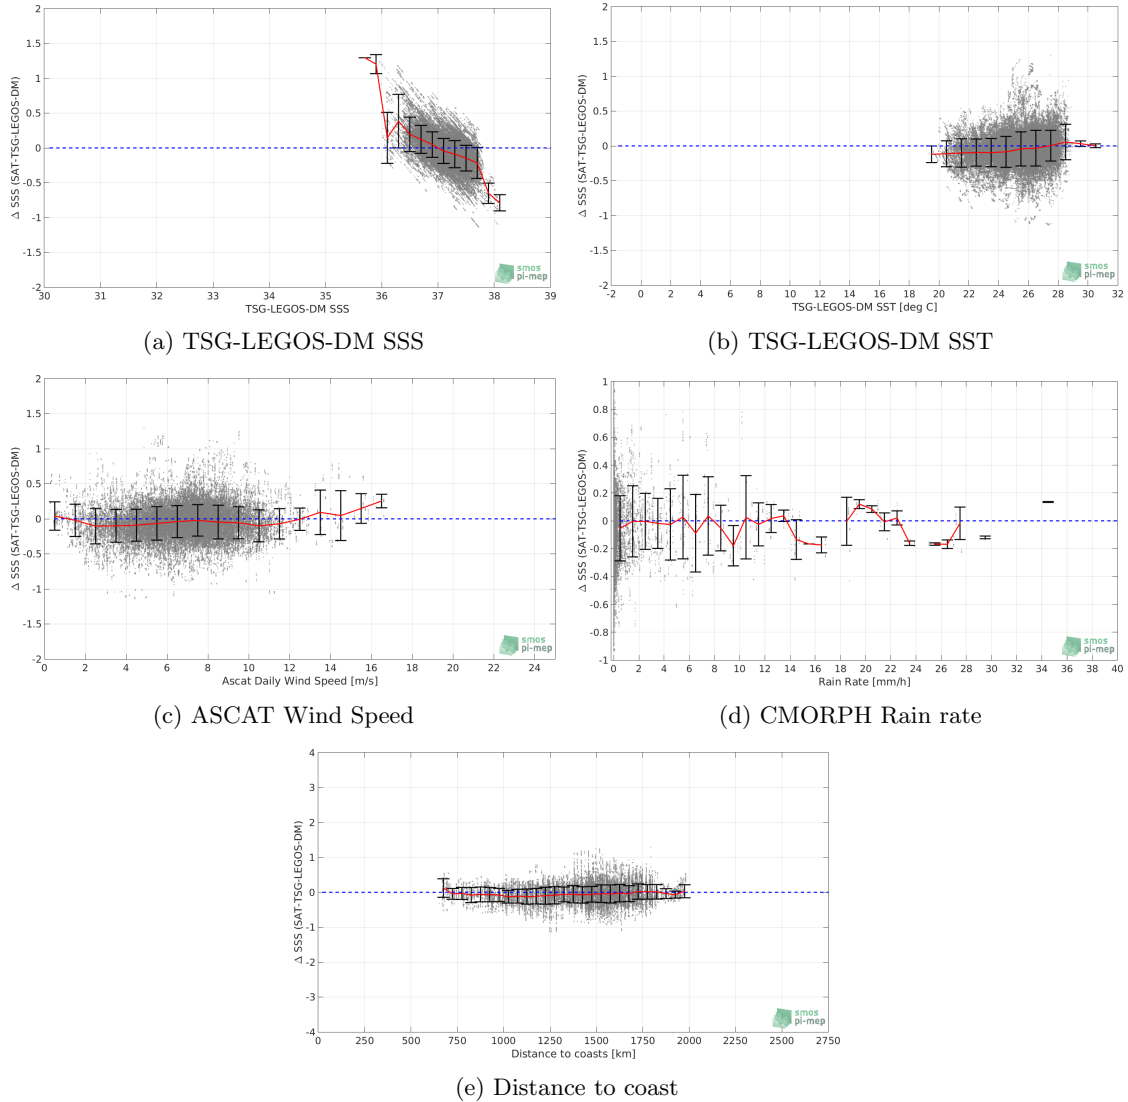 2
1.5
1
0.5
0
-0.5
-1
-1.5
-2
Δ SSS (SAT-TSG-LEGOS-DM)
30 31 32 33 34 35 36 37 38 39
TSG-LEGOS-DM SSS
smos
pi-mep
(a) TSG-LEGOS-DM SSS
2
1.5
1
0.5
0
-0.5
-1
-1.5
-2
Δ SSS (SAT-TSG-LEGOS-DM)
-2 0 2 4 6 8 10 12 14 16 18 20 22 24 26 28 30 32
TSG-LEGOS-DM SST [deg C]
smos
pi-mep
(b) TSG-LEGOS-DM SST
2
1.5
1
0.5
0
-0.5
-1
-1.5
-2
Δ SSS (SAT-TSG-LEGOS-DM)
0 2 4 6 8 10 12 14 16 18 20 22 24
Ascat Daily Wind Speed [m/s]
smos
pi-mep
(c) ASCAT Wind Speed
1
0.8
0.6
0.4
0.2
0
-0.2
-0.4
-0.6
-0.8
-1
Δ SSS (SAT-TSG-LEGOS-DM)
0 2 4 6 8 10 12 14 16 18 20 22 24 26 28 30 32 34 36 38 40
Rain Rate [mm/h]
smos
pi-mep
(d) CMORPH Rain rate
4
3
2
1
0
-1
-2
-3
-4
Δ SSS (SAT-TSG-LEGOS-DM)
0 250 500 750 1000 1250 1500 1750 2000 2250 2500 2750
Distance to coasts [km]
smos
pi-mep
(e) Distance to coast